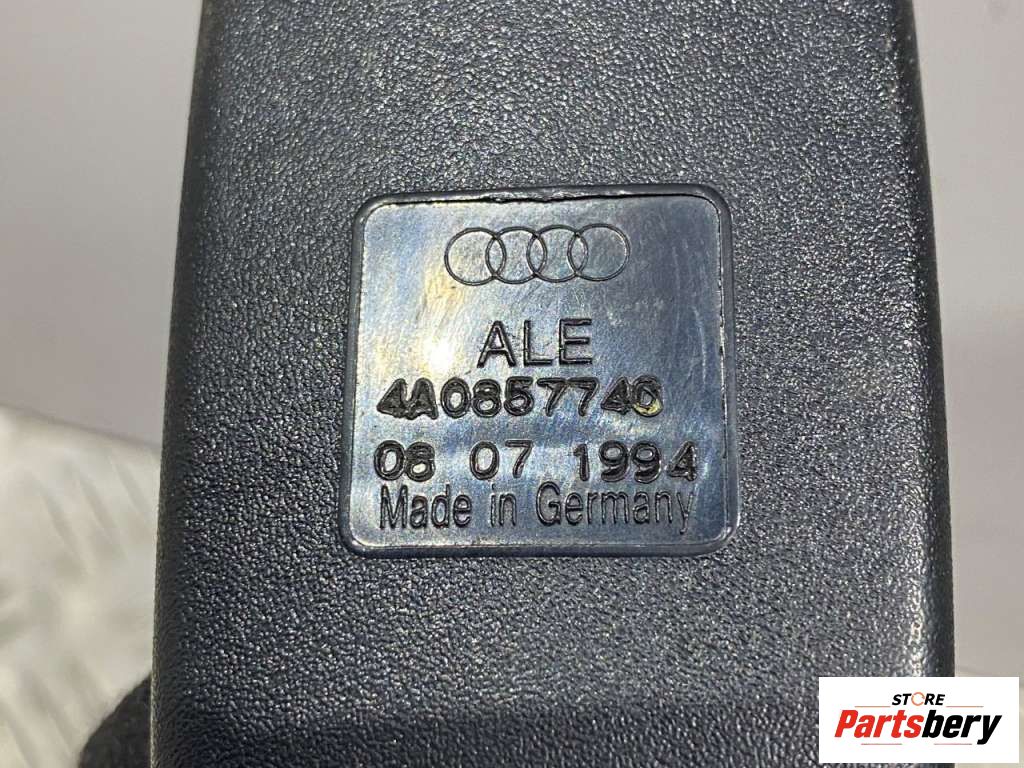 ALE
4A0857740
08 07 1994
Made in Germany
STORE
Partsbery